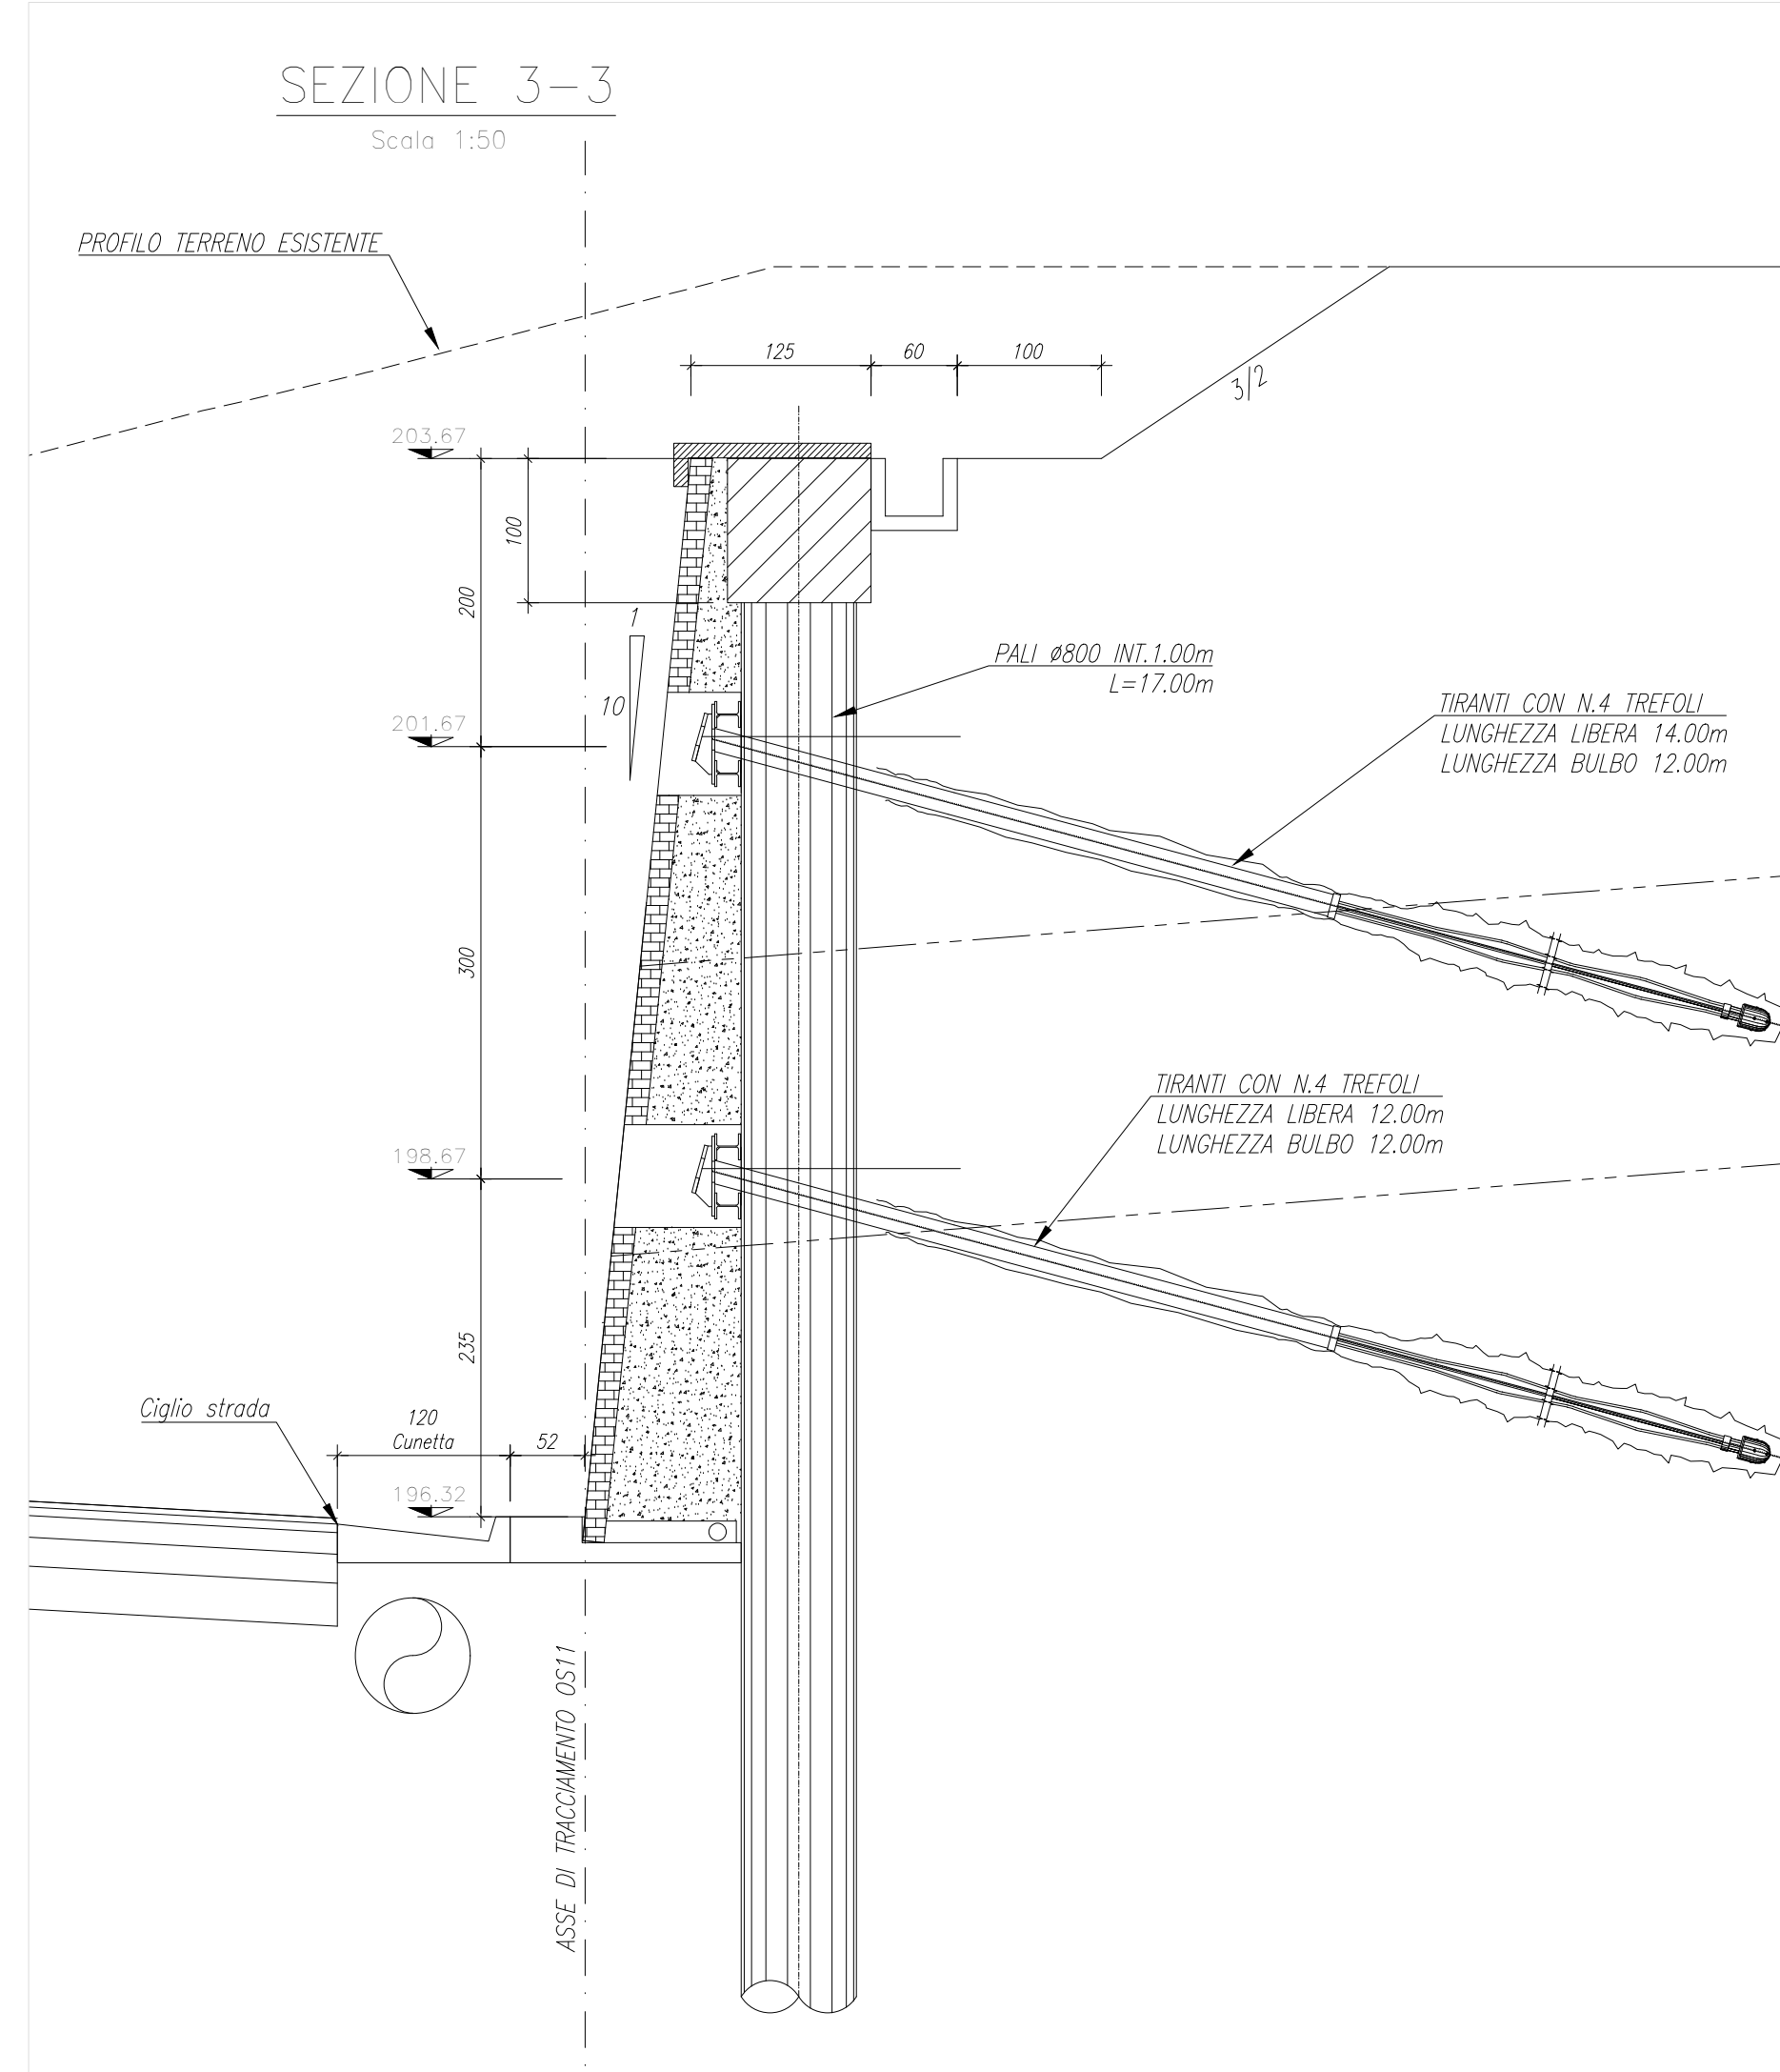 SEZIONE 3-3
Scala 1:50
PROFILO TERRENO ESISTENTE
125
60
100
3/2
203.67
100
200
1
10
PALI ø800 INT.1.00m
L=17.00m
201.67
TIRANTI CON N.4 TREFOLI
LUNGHEZZA LIBERA 14.00m
LUNGHEZZA BULBO 12.00m
300
TIRANTI CON N.4 TREFOLI
LUNGHEZZA LIBERA 12.00m
LUNGHEZZA BULBO 12.00m
198.67
235
Ciglio strada
120
Cunetta
52
196.32
ASSE DI TRACCIAMENTO OS11